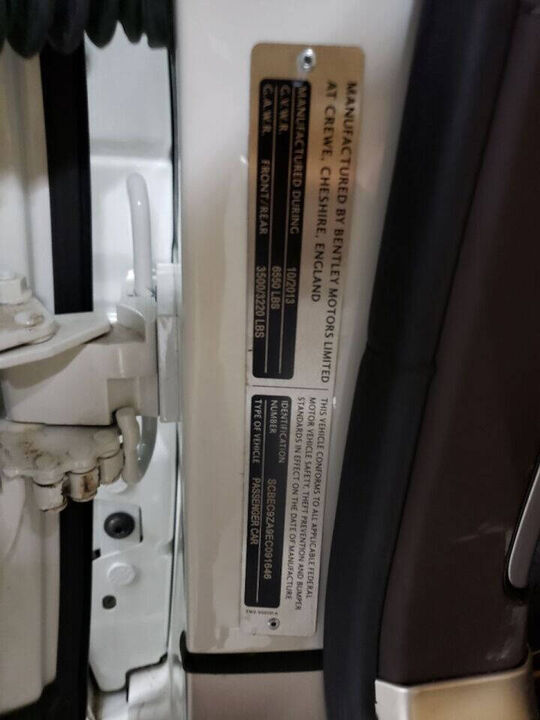 MANUFACTURED BY BENTLEY MOTORS LIMITED
AT CREWE, CHESHIRE, ENGLAND
MANUFACTURED DURING 10/2013
G.V.W.R. 6550 LBS
G.A.W.R. FRONT/REAR 3500/3220 LBS
THIS VEHICLE CONFORMS TO ALL APPLICABLE FEDERAL
MOTOR VEHICLE SAFETY, THEFT PREVENTION AND BUMPER
STANDARDS IN EFFECT ON THE DATE OF MANUFACTURE
IDENTIFICATION
NUMBER SCBEC9ZA9EC091646
TYPE OF VEHICLE PASSENGER CAR